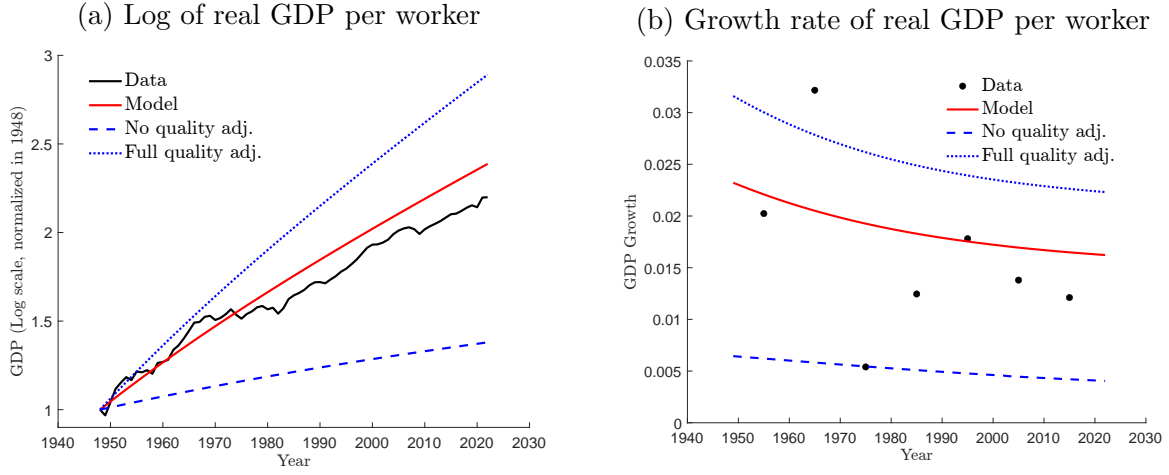 (a) Log of real GDP per worker
GDP (Log scale, normalized in 1948)
3
2.5
2
1.5
1
Data
Model
No quality adj.
Full quality adj.
1940 1950 1960 1970 1980 1990 2000 2010 2020 2030
Year
(b) Growth rate of real GDP per worker
GDP Growth
0.035
0.03
0.025
0.02
0.015
0.01
0.005
0
Data
Model
No quality adj.
Full quality adj.
1940 1950 1960 1970 1980 1990 2000 2010 2020 2030
Year